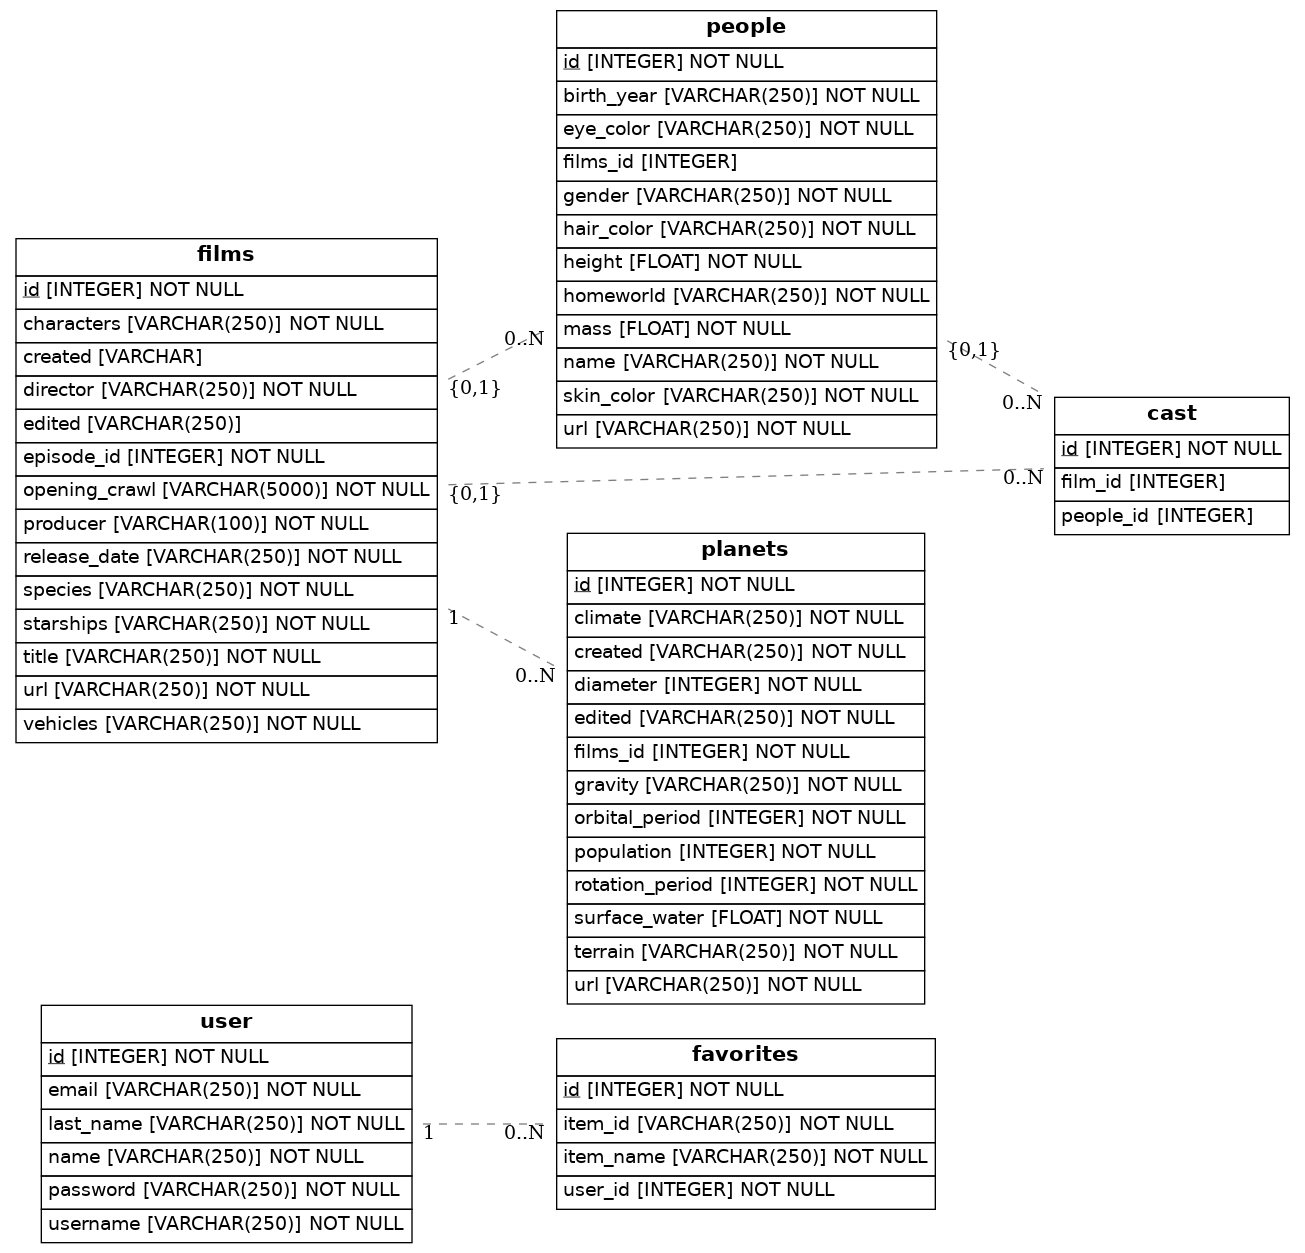 people
id [INTEGER] NOT NULL
birth_year [VARCHAR(250)] NOT NULL
eye_color [VARCHAR(250)] NOT NULL
films_id [INTEGER]
gender [VARCHAR(250)] NOT NULL
hair_color [VARCHAR(250)] NOT NULL
height [FLOAT] NOT NULL
homeworld [VARCHAR(250)] NOT NULL
mass [FLOAT] NOT NULL
name [VARCHAR(250)] NOT NULL
skin_color [VARCHAR(250)] NOT NULL
url [VARCHAR(250)] NOT NULL
films
id [INTEGER] NOT NULL
characters [VARCHAR(250)] NOT NULL
created [VARCHAR]
director [VARCHAR(250)] NOT NULL
edited [VARCHAR(250)]
episode_id [INTEGER] NOT NULL
opening_crawl [VARCHAR(5000)] NOT NULL
producer [VARCHAR(100)] NOT NULL
release_date [VARCHAR(250)] NOT NULL
species [VARCHAR(250)] NOT NULL
starships [VARCHAR(250)] NOT NULL
title [VARCHAR(250)] NOT NULL
url [VARCHAR(250)] NOT NULL
vehicles [VARCHAR(250)] NOT NULL
0..N
{0,1}
{0,1}
0..N
{0,1}
0..N
1
0..N
cast
id [INTEGER] NOT NULL
film_id [INTEGER]
people_id [INTEGER]
planets
id [INTEGER] NOT NULL
climate [VARCHAR(250)] NOT NULL
created [VARCHAR(250)] NOT NULL
diameter [INTEGER] NOT NULL
edited [VARCHAR(250)] NOT NULL
films_id [INTEGER] NOT NULL
gravity [VARCHAR(250)] NOT NULL
orbital_period [INTEGER] NOT NULL
population [INTEGER] NOT NULL
rotation_period [INTEGER] NOT NULL
surface_water [FLOAT] NOT NULL
terrain [VARCHAR(250)] NOT NULL
url [VARCHAR(250)] NOT NULL
user
id [INTEGER] NOT NULL
email [VARCHAR(250)] NOT NULL
last_name [VARCHAR(250)] NOT NULL
name [VARCHAR(250)] NOT NULL
password [VARCHAR(250)] NOT NULL
username [VARCHAR(250)] NOT NULL
1
0..N
favorites
id [INTEGER] NOT NULL
item_id [VARCHAR(250)] NOT NULL
item_name [VARCHAR(250)] NOT NULL
user_id [INTEGER] NOT NULL